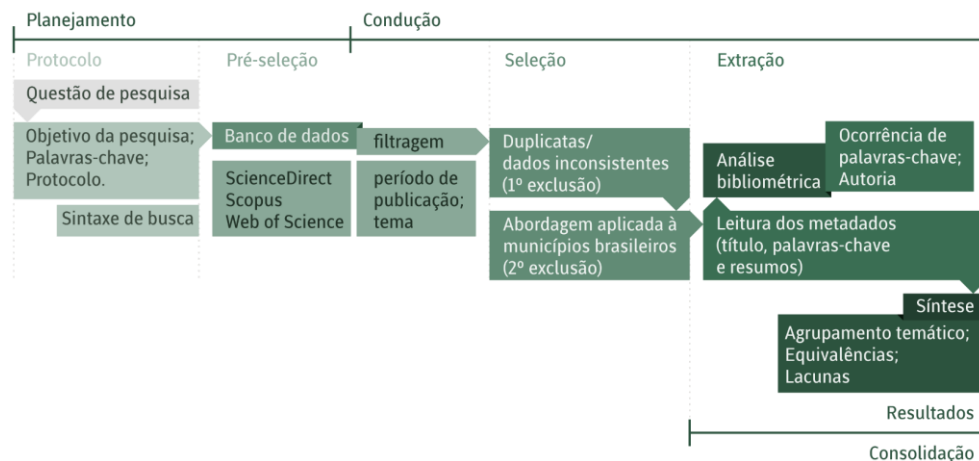 Planejamento
Condução
Protocolo
Pré-seleção
Seleção
Extração
Questão de pesquisa
Objetivo da pesquisa;
Palavras-chave;
Protocolo.
Sintaxe de busca
Banco de dados
ScienceDirect
Scopus
Web of Science
filtragem
período de
publicação;
tema
Duplicatas/
dados inconsistentes
(1º exclusão)
Abordagem aplicada à
municípios brasileiros
(2º exclusão)
Análise
bibliométrica
Ocorrência de
palavras-chave;
Autoria
Leitura dos metadados
(título, palavras-chave
e resumos)
Síntese
Agrupamento temático;
Equivalências;
Lacunas
Resultados
Consolidação